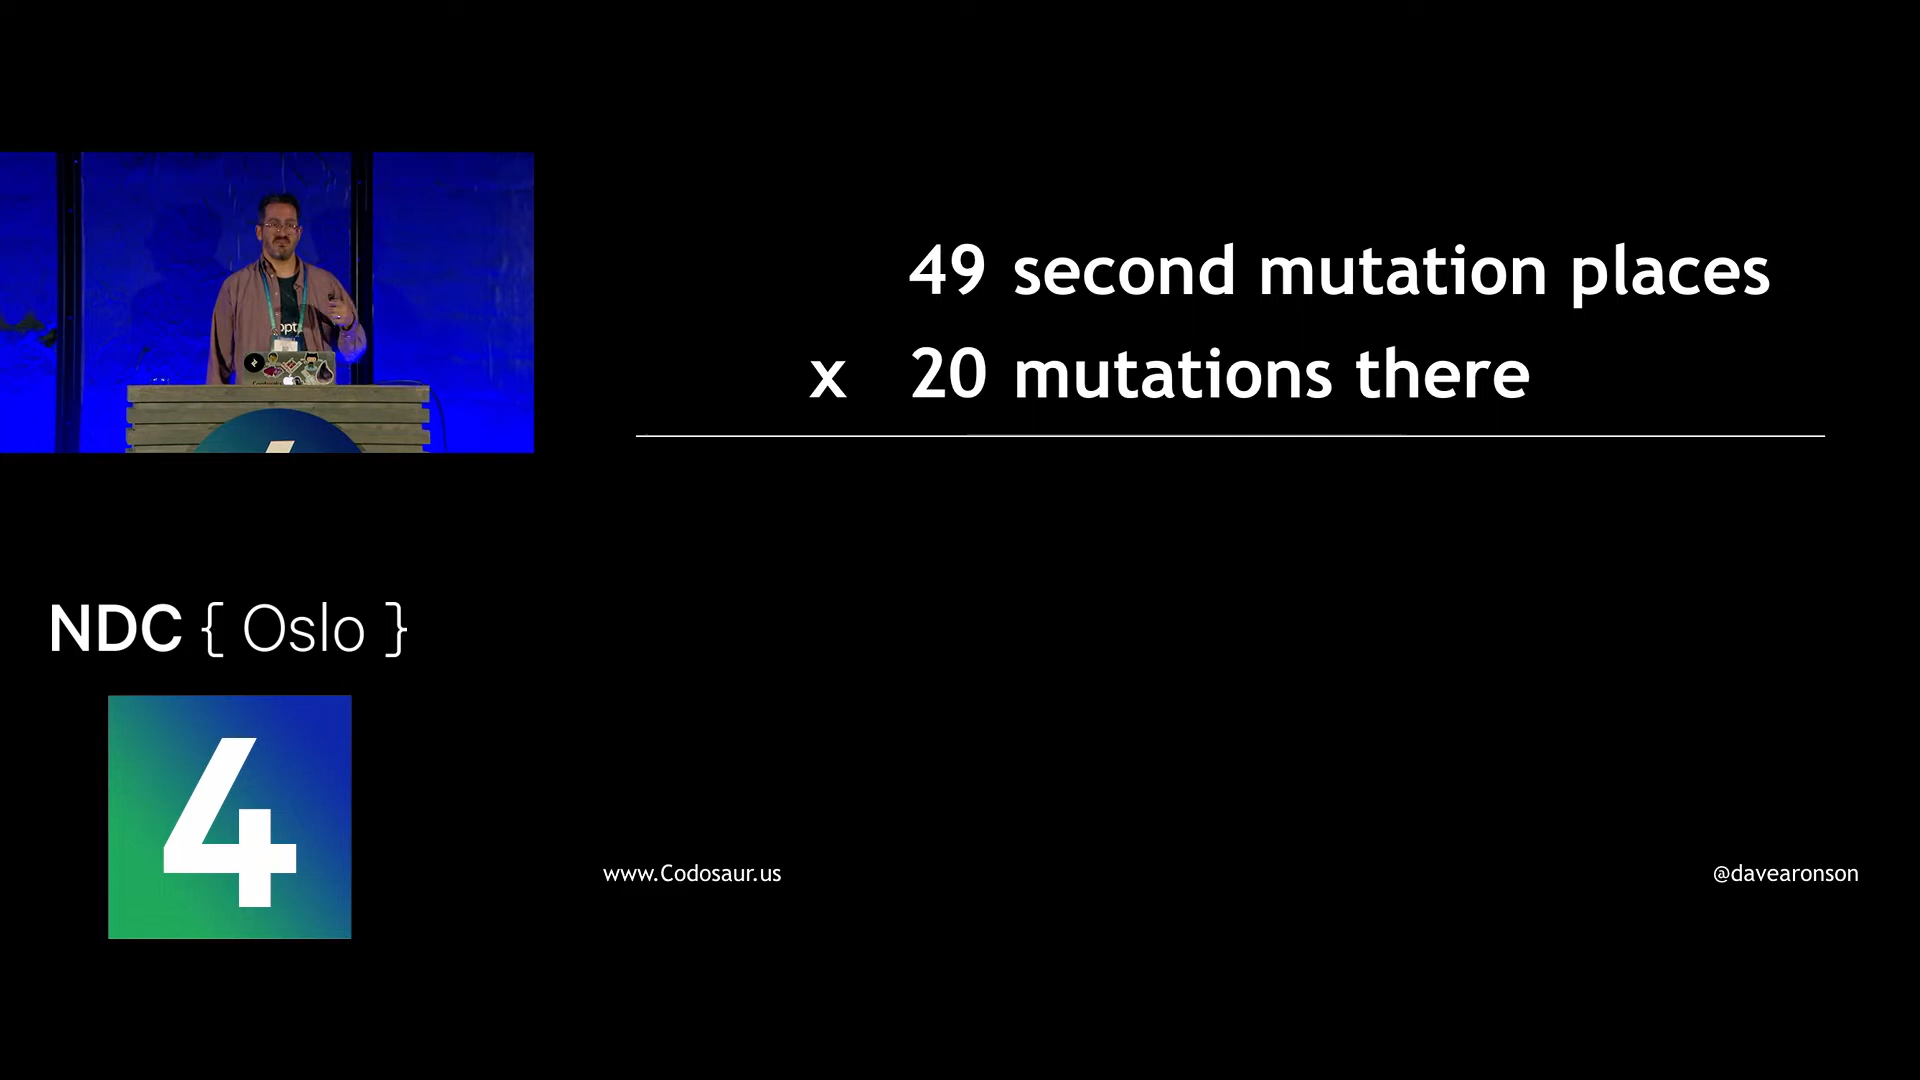 49 second mutation places
x 20 mutations there
NDC { Oslo }
4
www.Codosaur.us
@davearonson